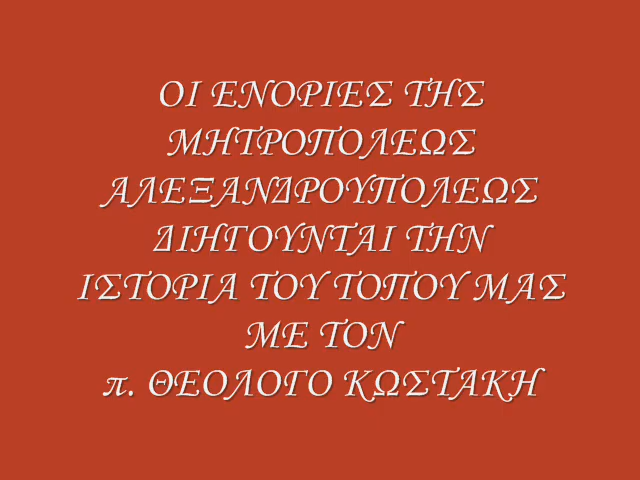 ΟΙ ΕΝΟΡΙΕΣ ΤΗΣ
ΜΗΤΡΟΠΟΛΕΩΣ
ΑΛΕΞΑΝΔΡΟΥΠΟΛΕΩΣ
ΔΙΗΓΟΥΝΤΑΙ ΤΗΝ
ΙΣΤΟΡΙΑ ΤΟΥ ΤΟΠΟΥ ΜΑΣ
ΜΕ ΤΟΝ
π. ΘΕΟΛΟΓΟ ΚΩΣΤΑΚΗ